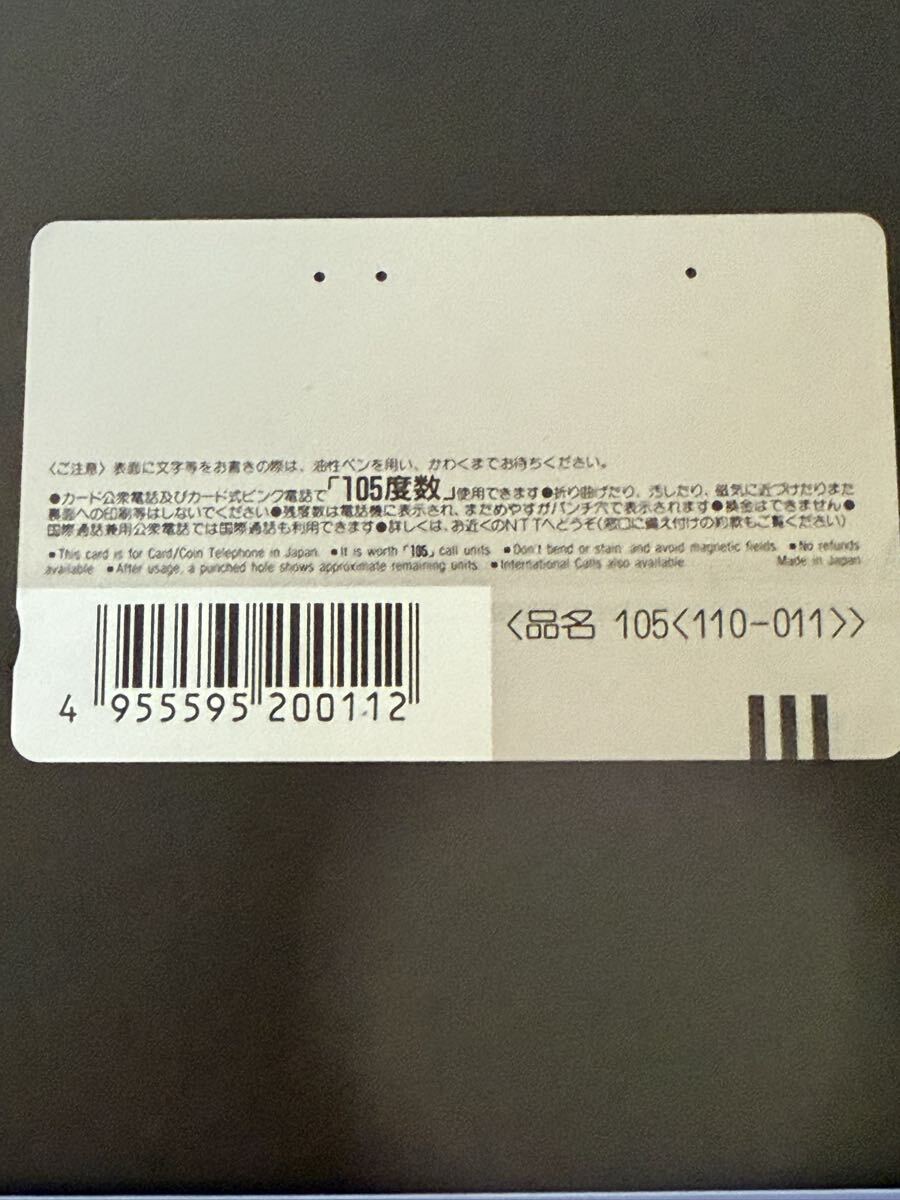 〈ご注意〉表面に文字等をお書きの際は、油性ペンを用い、かわくまでお待ちください。
●カード公衆電話及びカード式ピンク電話で「105度数」使用できます●折り曲げたり、汚したり、磁気に近づけたりまた
裏面への印刷等はしないでください●残度数は電話機に表示され、まためやすがパンチ穴で表示されます●換金はできません●
国際通話兼用公衆電話では国際通話も利用できます●詳しくは、お近くのNTTへどうぞ(窓口に備え付けの約款もご覧ください)
■This card is for Card/Coin Telephone in Japan. ■It is worth「105」call units. ■Don't bend or stain and avoid magnetic fields. ■No refunds
available. ■After usage, a punched hole shows approximate remaining units. ■International Calls also available. Made in Japan
〈品名 105〈110-011〉〉
4 955595 200112